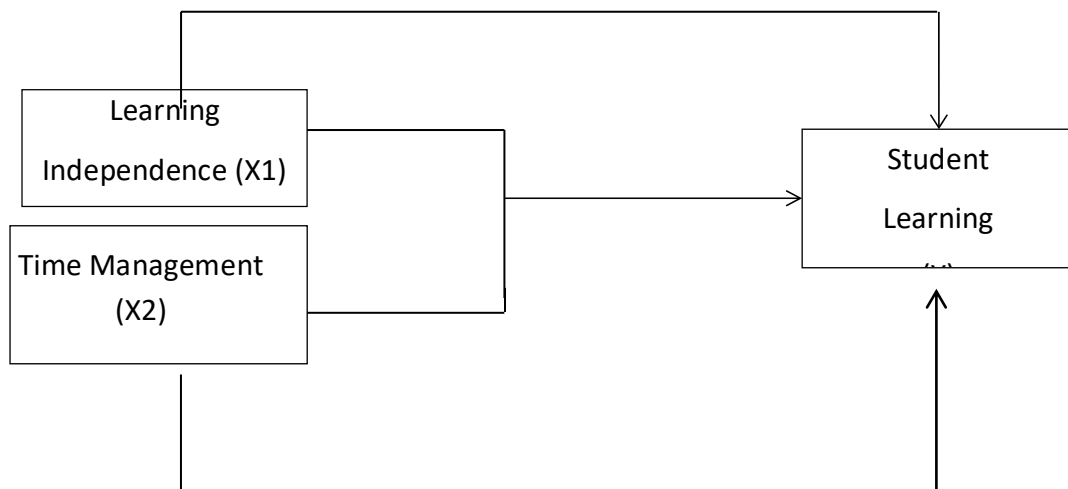 Learning
Independence (X1)
Student
Learning
Time Management
(X2)